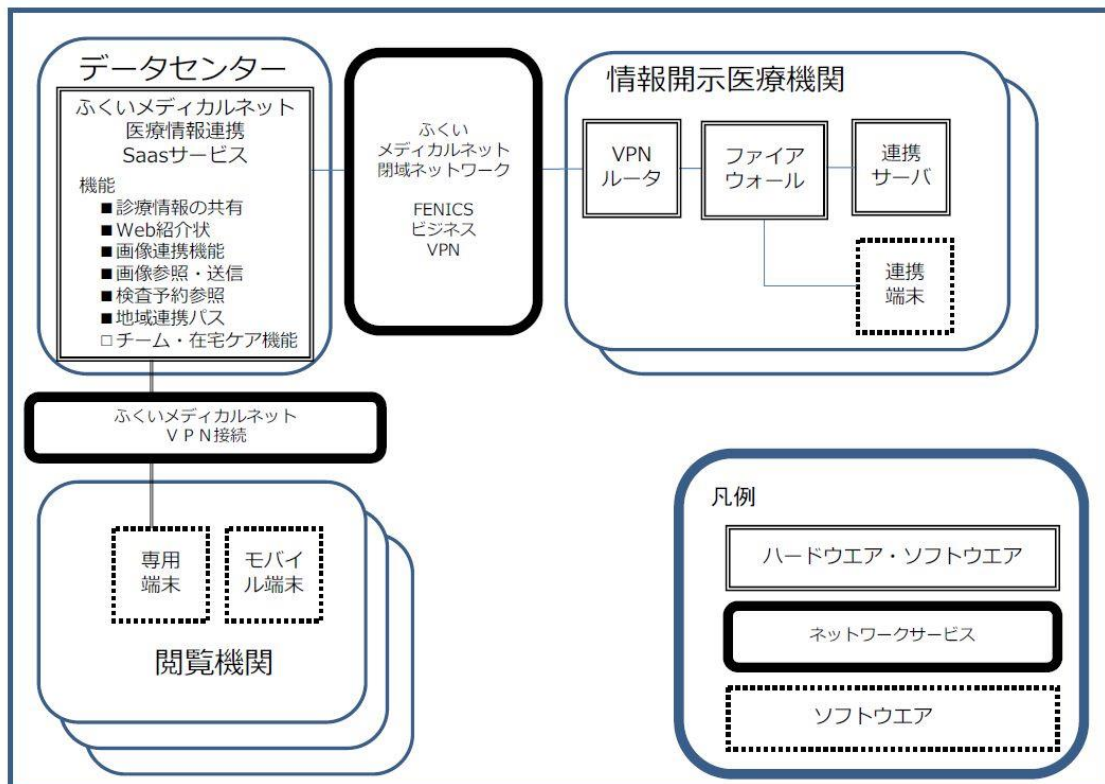 データセンター
ふくいメディカルネット
医療情報連携
Saasサービス
機能
■診療情報の共有
■Web紹介状
■画像連携機能
■画像参照・送信
■検査予約参照
■地域連携パス
□チーム・在宅ケア機能
ふくい
メディカルネット
閉域ネットワーク
FENICS
ビジネス
VPN
情報開示医療機関
VPN
ルータ
ファイア
ウォール
連携
サーバ
連携
端末
ふくいメディカルネット
ＶＰＮ接続
専用
端末
モバイ
ル端末
閲覧機関
凡例
ハードウエア・ソフトウエア
ネットワークサービス
ソフトウエア